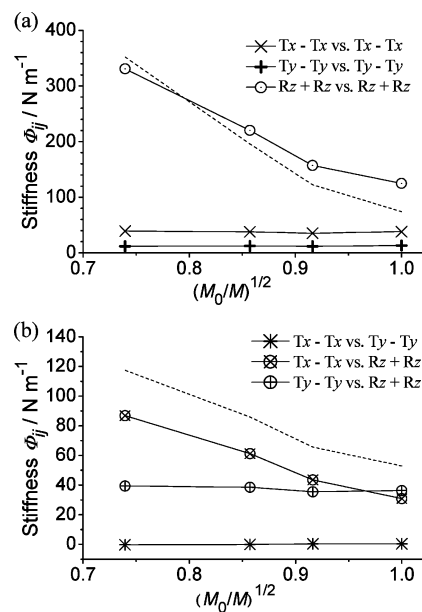 (a)
Tx - Tx vs. Tx - Tx
Ty - Ty vs. Ty - Ty
Rz + Rz vs. Rz + Rz
Stiffness Φij / N m⁻¹
400
300
200
100
0
0.7 0.8 0.9 1.0
(M₀/M)¹/²
(b)
Tx - Tx vs. Ty - Ty
Tx - Tx vs. Rz + Rz
Ty - Ty vs. Rz + Rz
Stiffness Φij / N m⁻¹
140
120
100
80
60
40
20
0
0.7 0.8 0.9 1.0
(M₀/M)¹/²